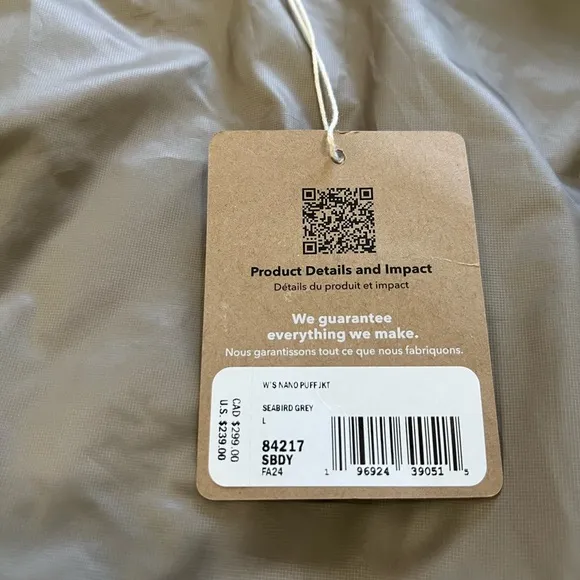 Product Details and Impact
Détails du produit et impact
We guarantee
everything we make.
Nous garantissons tout ce que nous fabriquons.
CAD $299.00
U.S. $239.00
W'S NANO PUFF JKT
SEABIRD GREY
L
84217
SBDY
FA24
1 96924 39051 5